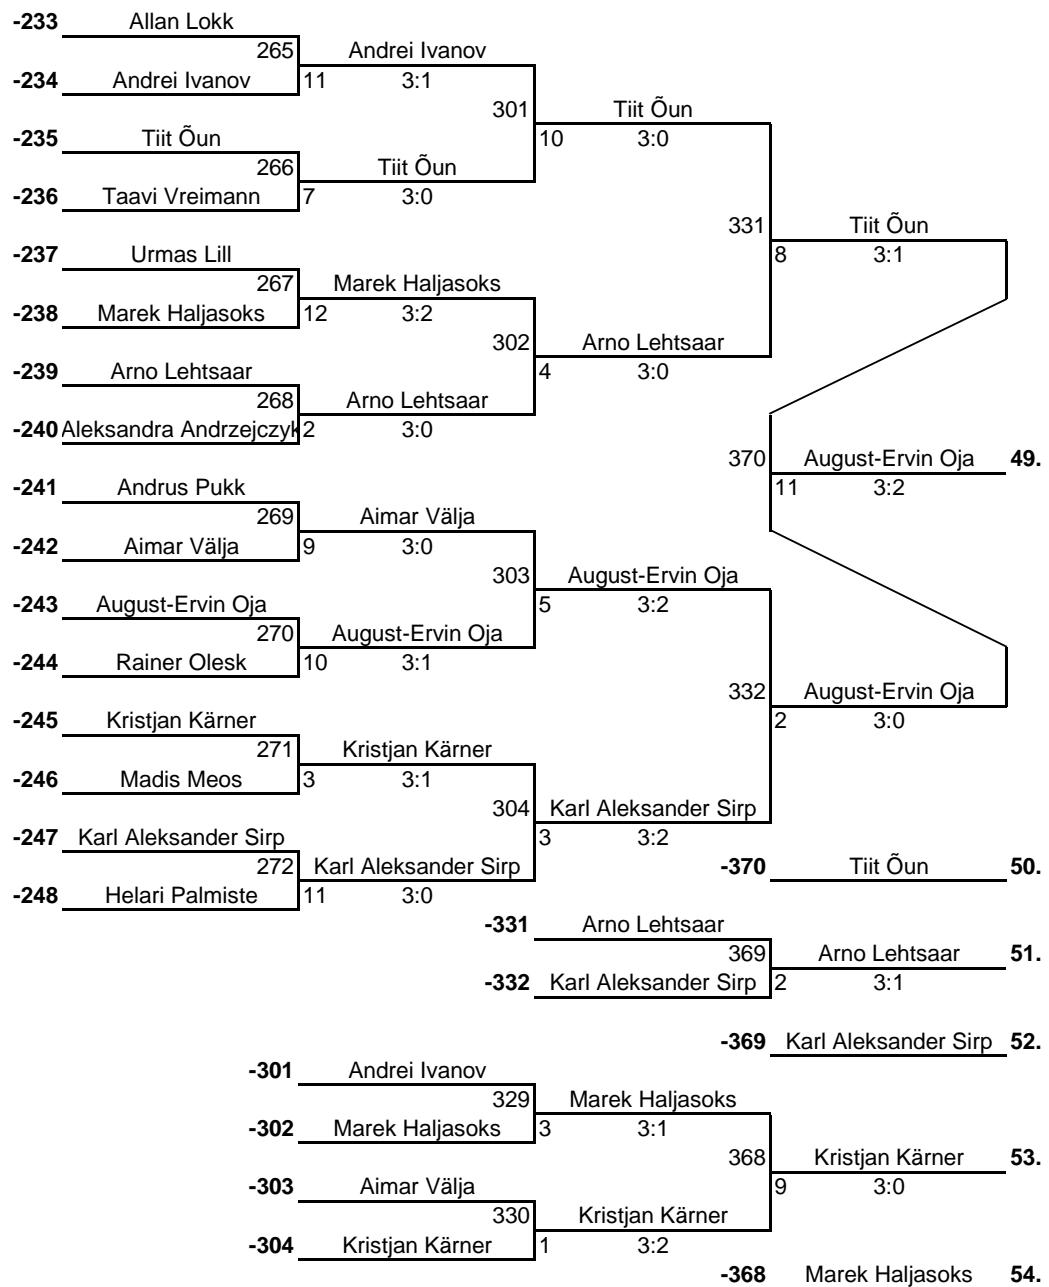 -233 Allan Lokk
265 Andrei Ivanov
-234 Andrei Ivanov 11 3:1
301 Tiit Õun
-235 Tiit Õun 10 3:0
266 Tiit Õun
-236 Taavi Vreimann 7 3:0
331 Tiit Õun
-237 Urmas Lill 8 3:1
267 Marek Haljasoks
-238 Marek Haljasoks 12 3:2
302 Arno Lehtsaar
-239 Arno Lehtsaar 4 3:0
268 Arno Lehtsaar
-240 Aleksandra Andrzejczyk 2 3:0
370 August-Ervin Oja 49.
-241 Andrus Pukk 11 3:2
269 Aimar Välja
-242 Aimar Välja 9 3:0
303 August-Ervin Oja
-243 August-Ervin Oja 5 3:2
270 August-Ervin Oja
-244 Rainer Olesk 10 3:1
332 August-Ervin Oja
-245 Kristjan Kärner 2 3:0
271 Kristjan Kärner
-246 Madis Meos 3 3:1
304 Karl Aleksander Sirp
-247 Karl Aleksander Sirp 3 3:2
272 Karl Aleksander Sirp -370 Tiit Õun 50.
-248 Helari Palmiste 11 3:0
-331 Arno Lehtsaar
369 Arno Lehtsaar 51.
-332 Karl Aleksander Sirp 2 3:1
-369 Karl Aleksander Sirp 52.
-301 Andrei Ivanov
329 Marek Haljasoks
-302 Marek Haljasoks 3 3:1
368 Kristjan Kärner 53.
-303 Aimar Välja 9 3:0
330 Kristjan Kärner
-304 Kristjan Kärner 1 3:2
-368 Marek Haljasoks 54.